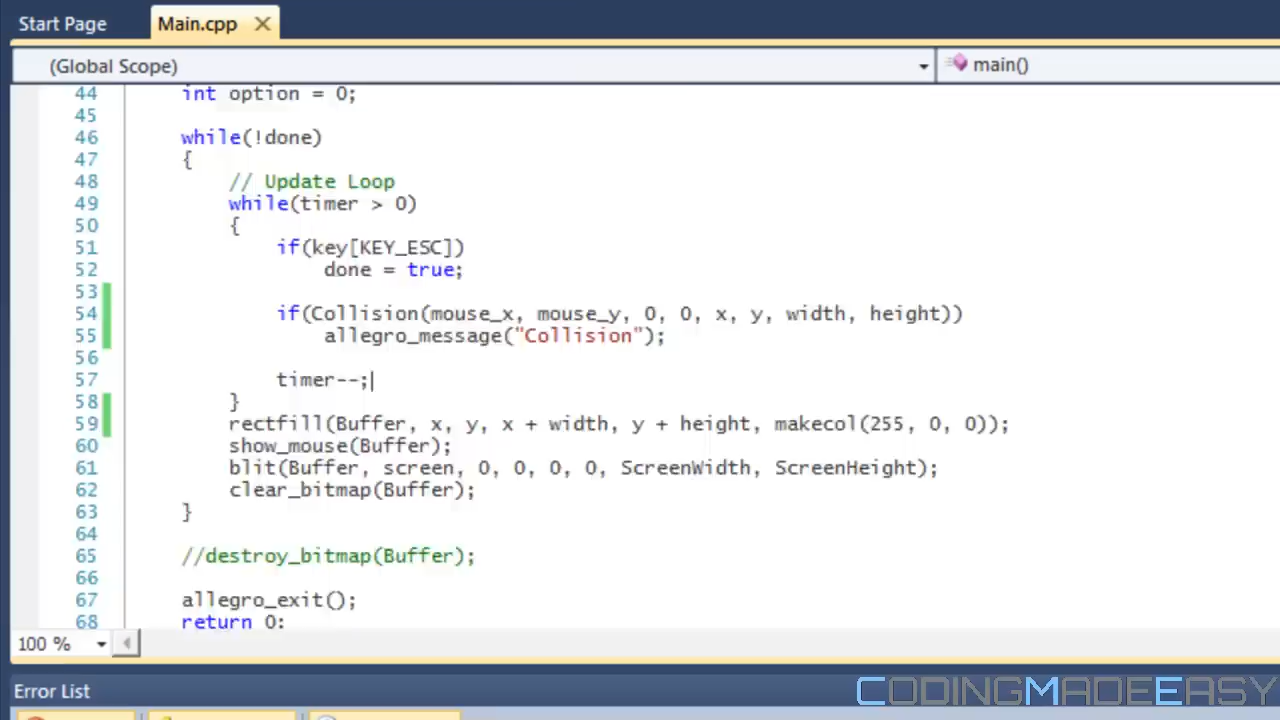 Start Page
Main.cpp
(Global Scope)
main()
44 int option = 0;
45
46 while(!done)
47 {
48 // Update Loop
49 while(timer > 0)
50 {
51 if(key[KEY_ESC])
52 done = true;
53
54 if(Collision(mouse_x, mouse_y, 0, 0, x, y, width, height))
55 allegro_message("Collision");
56
57 timer--;
58 }
59 rectfill(Buffer, x, y, x + width, y + height, makecol(255, 0, 0));
60 show_mouse(Buffer);
61 blit(Buffer, screen, 0, 0, 0, 0, ScreenWidth, ScreenHeight);
62 clear_bitmap(Buffer);
63 }
64
65 //destroy_bitmap(Buffer);
66
67 allegro_exit();
68 return 0;
100 %
Error List
CODINGMADEEASY